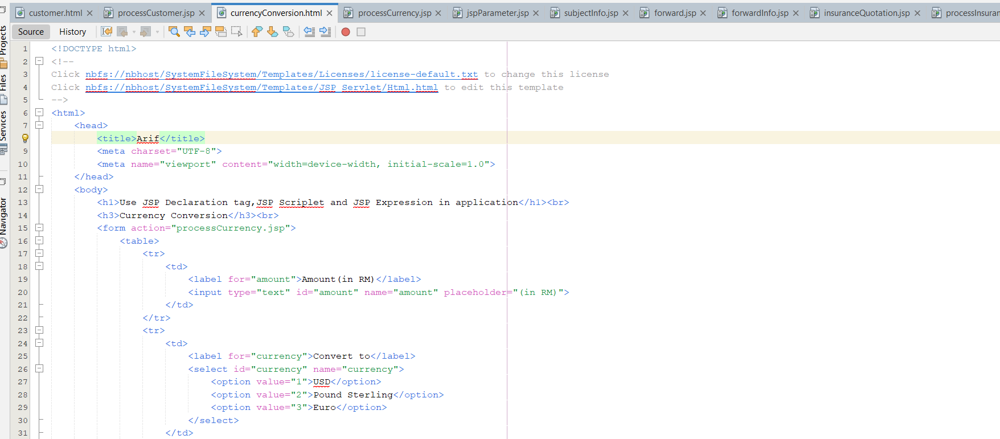 customer.html processCustomer.jsp currencyConversion.html processCurrency.jsp jspParameter.jsp subjectInfo.jsp forward.jsp forwardInfo.jsp insuranceQuotation.jsp
Source History
Projects
Files
Services
Navigator
1 <!DOCTYPE html>
2 <!--
3 Click nbfs://nbhost/SystemFileSystem/Templates/Licenses/license-default.txt to change this license
4 Click nbfs://nbhost/SystemFileSystem/Templates/JSP_Servlet/Html.html to edit this template
5 -->
6 <html>
7 <head>
<title>Arif</title>
9 <meta charset="UTF-8">
10 <meta name="viewport" content="width=device-width, initial-scale=1.0">
11 </head>
12 <body>
13 <h1>Use JSP Declaration tag,JSP Scriplet and JSP Expression in application</h1><br>
14 <h3>Currency Conversion</h3><br>
15 <form action="processCurrency.jsp">
16 <table>
17 <tr>
18 <td>
19 <label for="amount">Amount(in RM)</label>
20 <input type="text" id="amount" name="amount" placeholder="(in RM)">
21 </td>
22 </tr>
23 <tr>
24 <td>
25 <label for="currency">Convert to</label>
26 <select id="currency" name="currency">
27 <option value="1">USD</option>
28 <option value="2">Pound Sterling</option>
29 <option value="3">Euro</option>
30 </select>
31 </td>